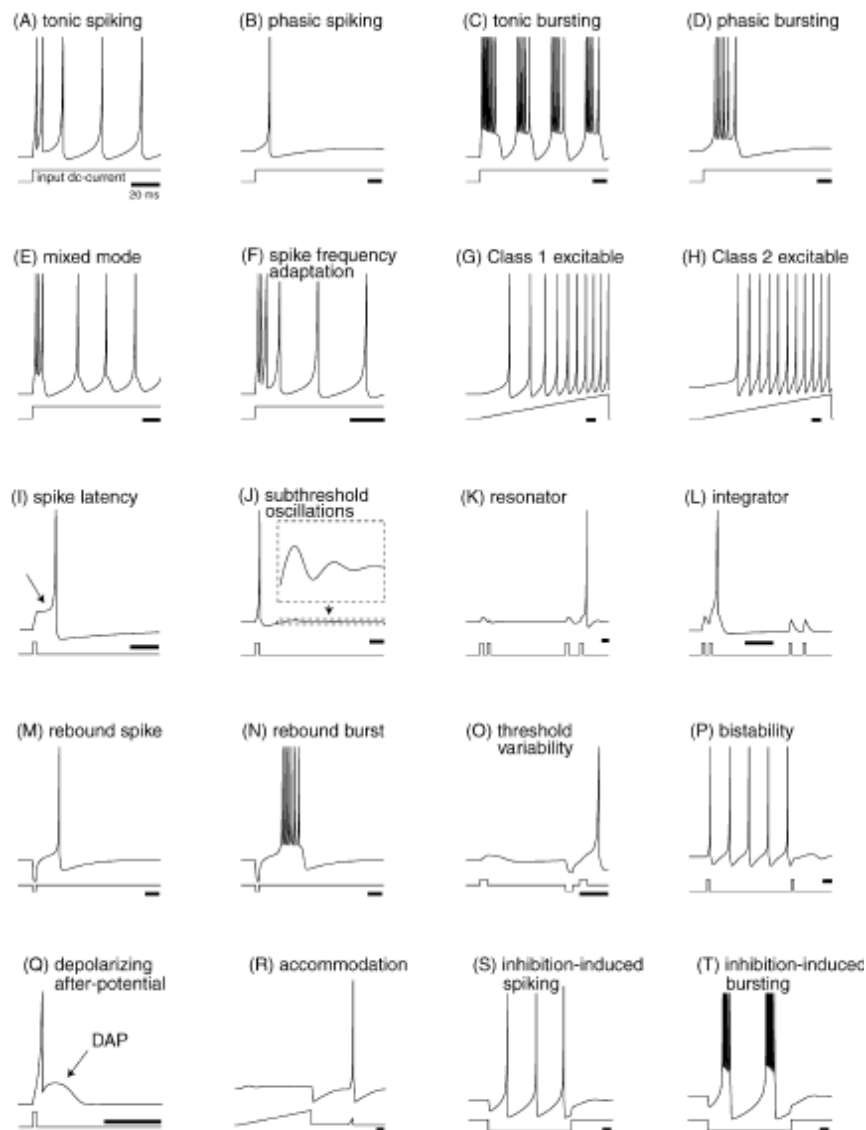 (A) tonic spiking
(B) phasic spiking
(C) tonic bursting
(D) phasic bursting
input dc-current
20 ms
(E) mixed mode
(F) spike frequency
adaptation
(G) Class 1 excitable
(H) Class 2 excitable
(I) spike latency
(J) subthreshold
oscillations
(K) resonator
(L) integrator
(M) rebound spike
(N) rebound burst
(O) threshold
variability
(P) bistability
(Q) depolarizing
after-potential
DAP
(R) accommodation
(S) inhibition-induced
spiking
(T) inhibition-induced
bursting